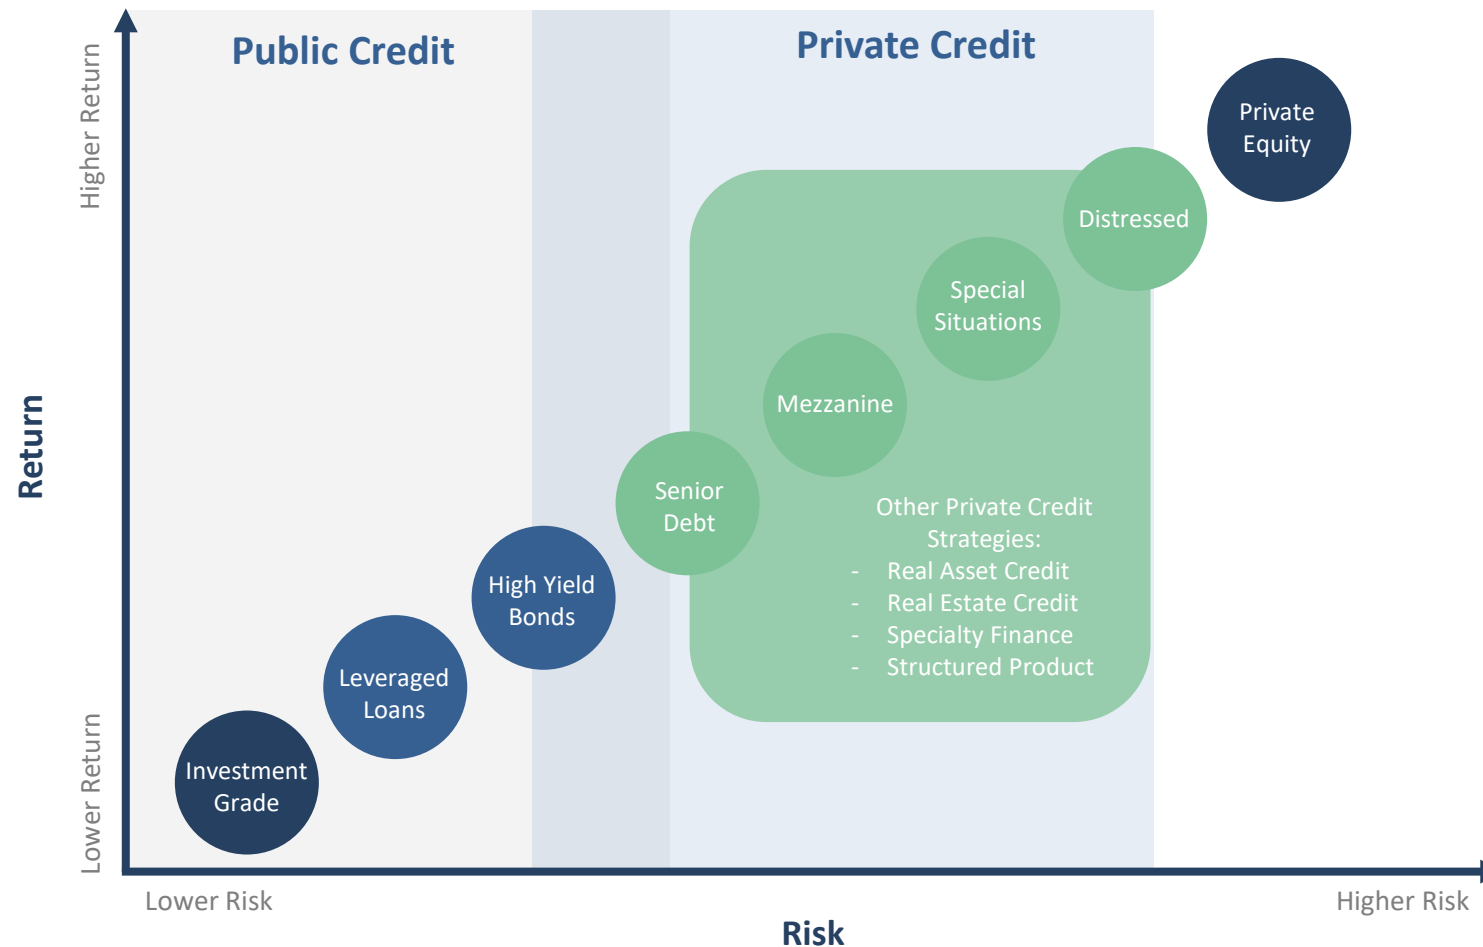 Public Credit
Private Credit
Higher Return
Private
Equity
Distressed
Special
Situations
Mezzanine
Return
Senior
Debt
Other Private Credit
Strategies:
- Real Asset Credit
- Real Estate Credit
- Specialty Finance
- Structured Product
High Yield
Bonds
Leveraged
Loans
Investment
Grade
Lower Return
Lower Risk
Higher Risk
Risk